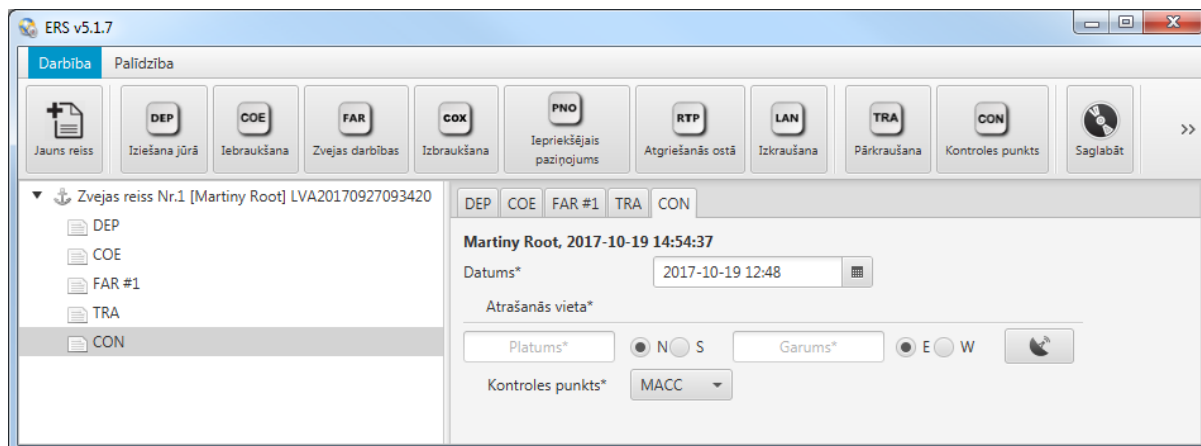 ERS v5.1.7
Darbība Palīdzība
Jauns reiss
DEP
Iziešana jūrā
COE
Iebraukšana
FAR
Zvejas darbības
COX
Izbraukšana
PNO
Iepriekšējais
paziņojums
RTP
Atgriešanās ostā
LAN
Izkraušana
TRA
Pārkraušana
CON
Kontroles punkts
Saglabāt
>>
Zvejas reiss Nr.1 [Martiny Root] LVA20170927093420
DEP
COE
FAR #1
TRA
CON
DEP COE FAR #1 TRA CON
Martiny Root, 2017-10-19 14:54:37
Datums* 2017-10-19 12:48
Atrašanās vieta*
Platums* N S Garums* E W
Kontroles punkts* MACC